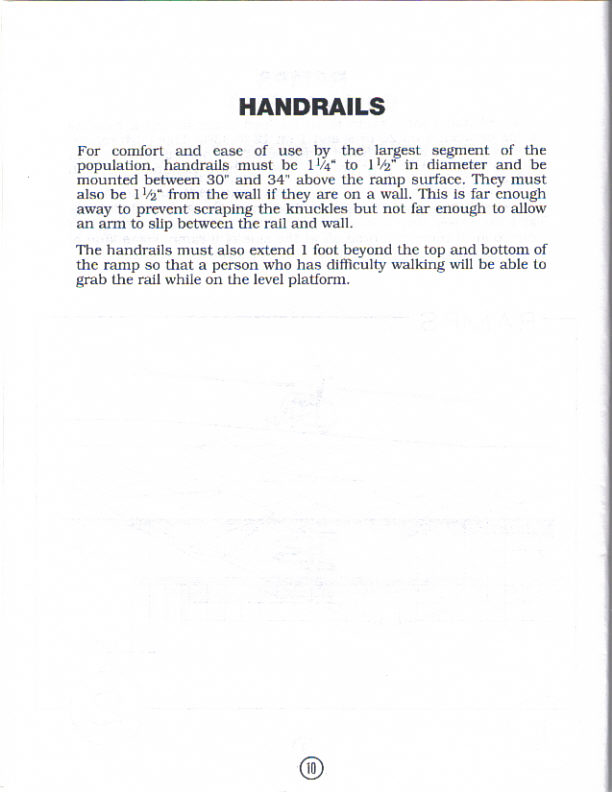 HANDRAILS
For comfort and ease of use by the largest segment of the
population, handrails must be 1¼" to 1½" in diameter and be
mounted between 30" and 34" above the ramp surface. They must
also be 1½" from the wall if they are on a wall. This is far enough
away to prevent scraping the knuckles but not far enough to allow
an arm to slip between the rail and wall.
The handrails must also extend 1 foot beyond the top and bottom of
the ramp so that a person who has difficulty walking will be able to
grab the rail while on the level platform.
10